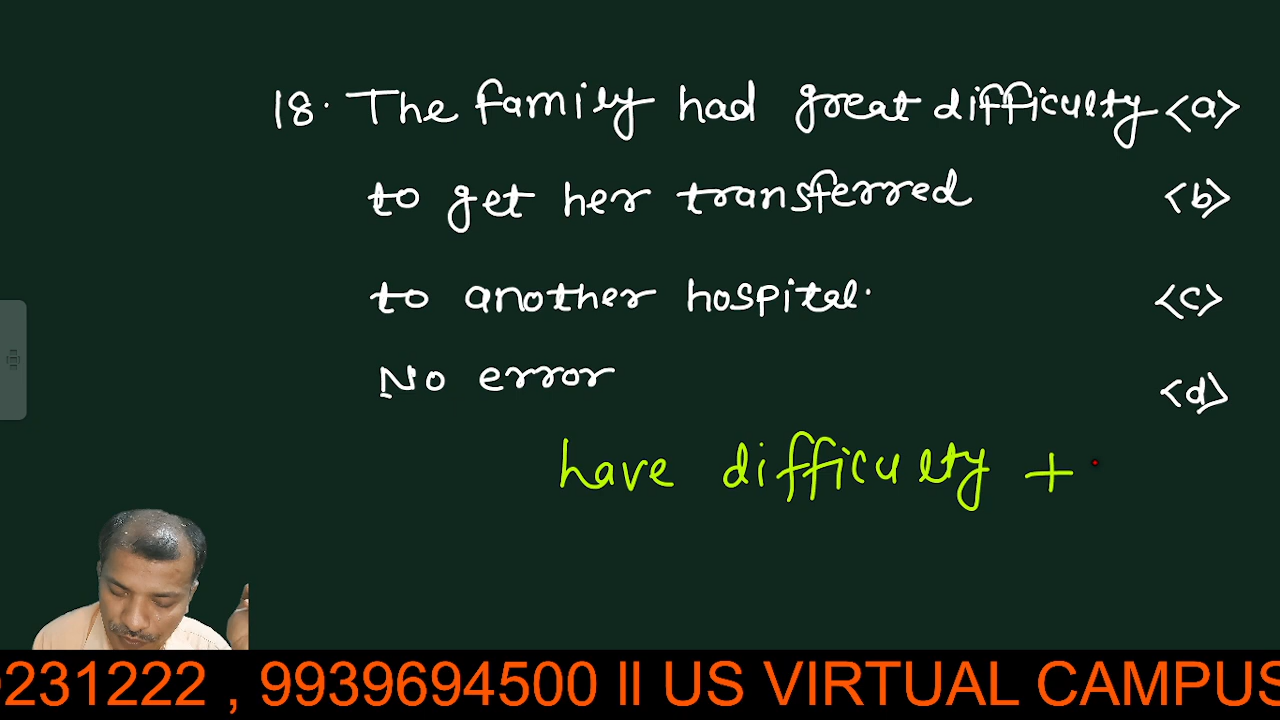 18. The family had great difficulty <a>
to get her transferred <b>
to another hospital. <c>
No error <d>
have difficulty +
231222 , 9939694500 ll US VIRTUAL CAMPUS